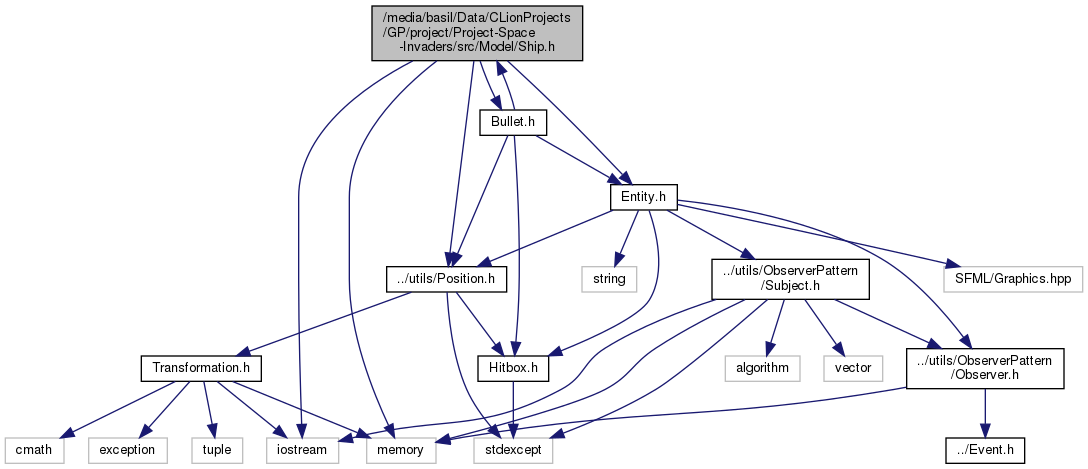 /media/basil/Data/CLionProjects
/GP/project/Project-Space
-Invaders/src/Model/Ship.h
Bullet.h
Entity.h
../utils/Position.h
string
../utils/ObserverPattern
/Subject.h
SFML/Graphics.hpp
Transformation.h
Hitbox.h
algorithm
vector
../utils/ObserverPattern
/Observer.h
cmath
exception
tuple
iostream
memory
stdexcept
../Event.h